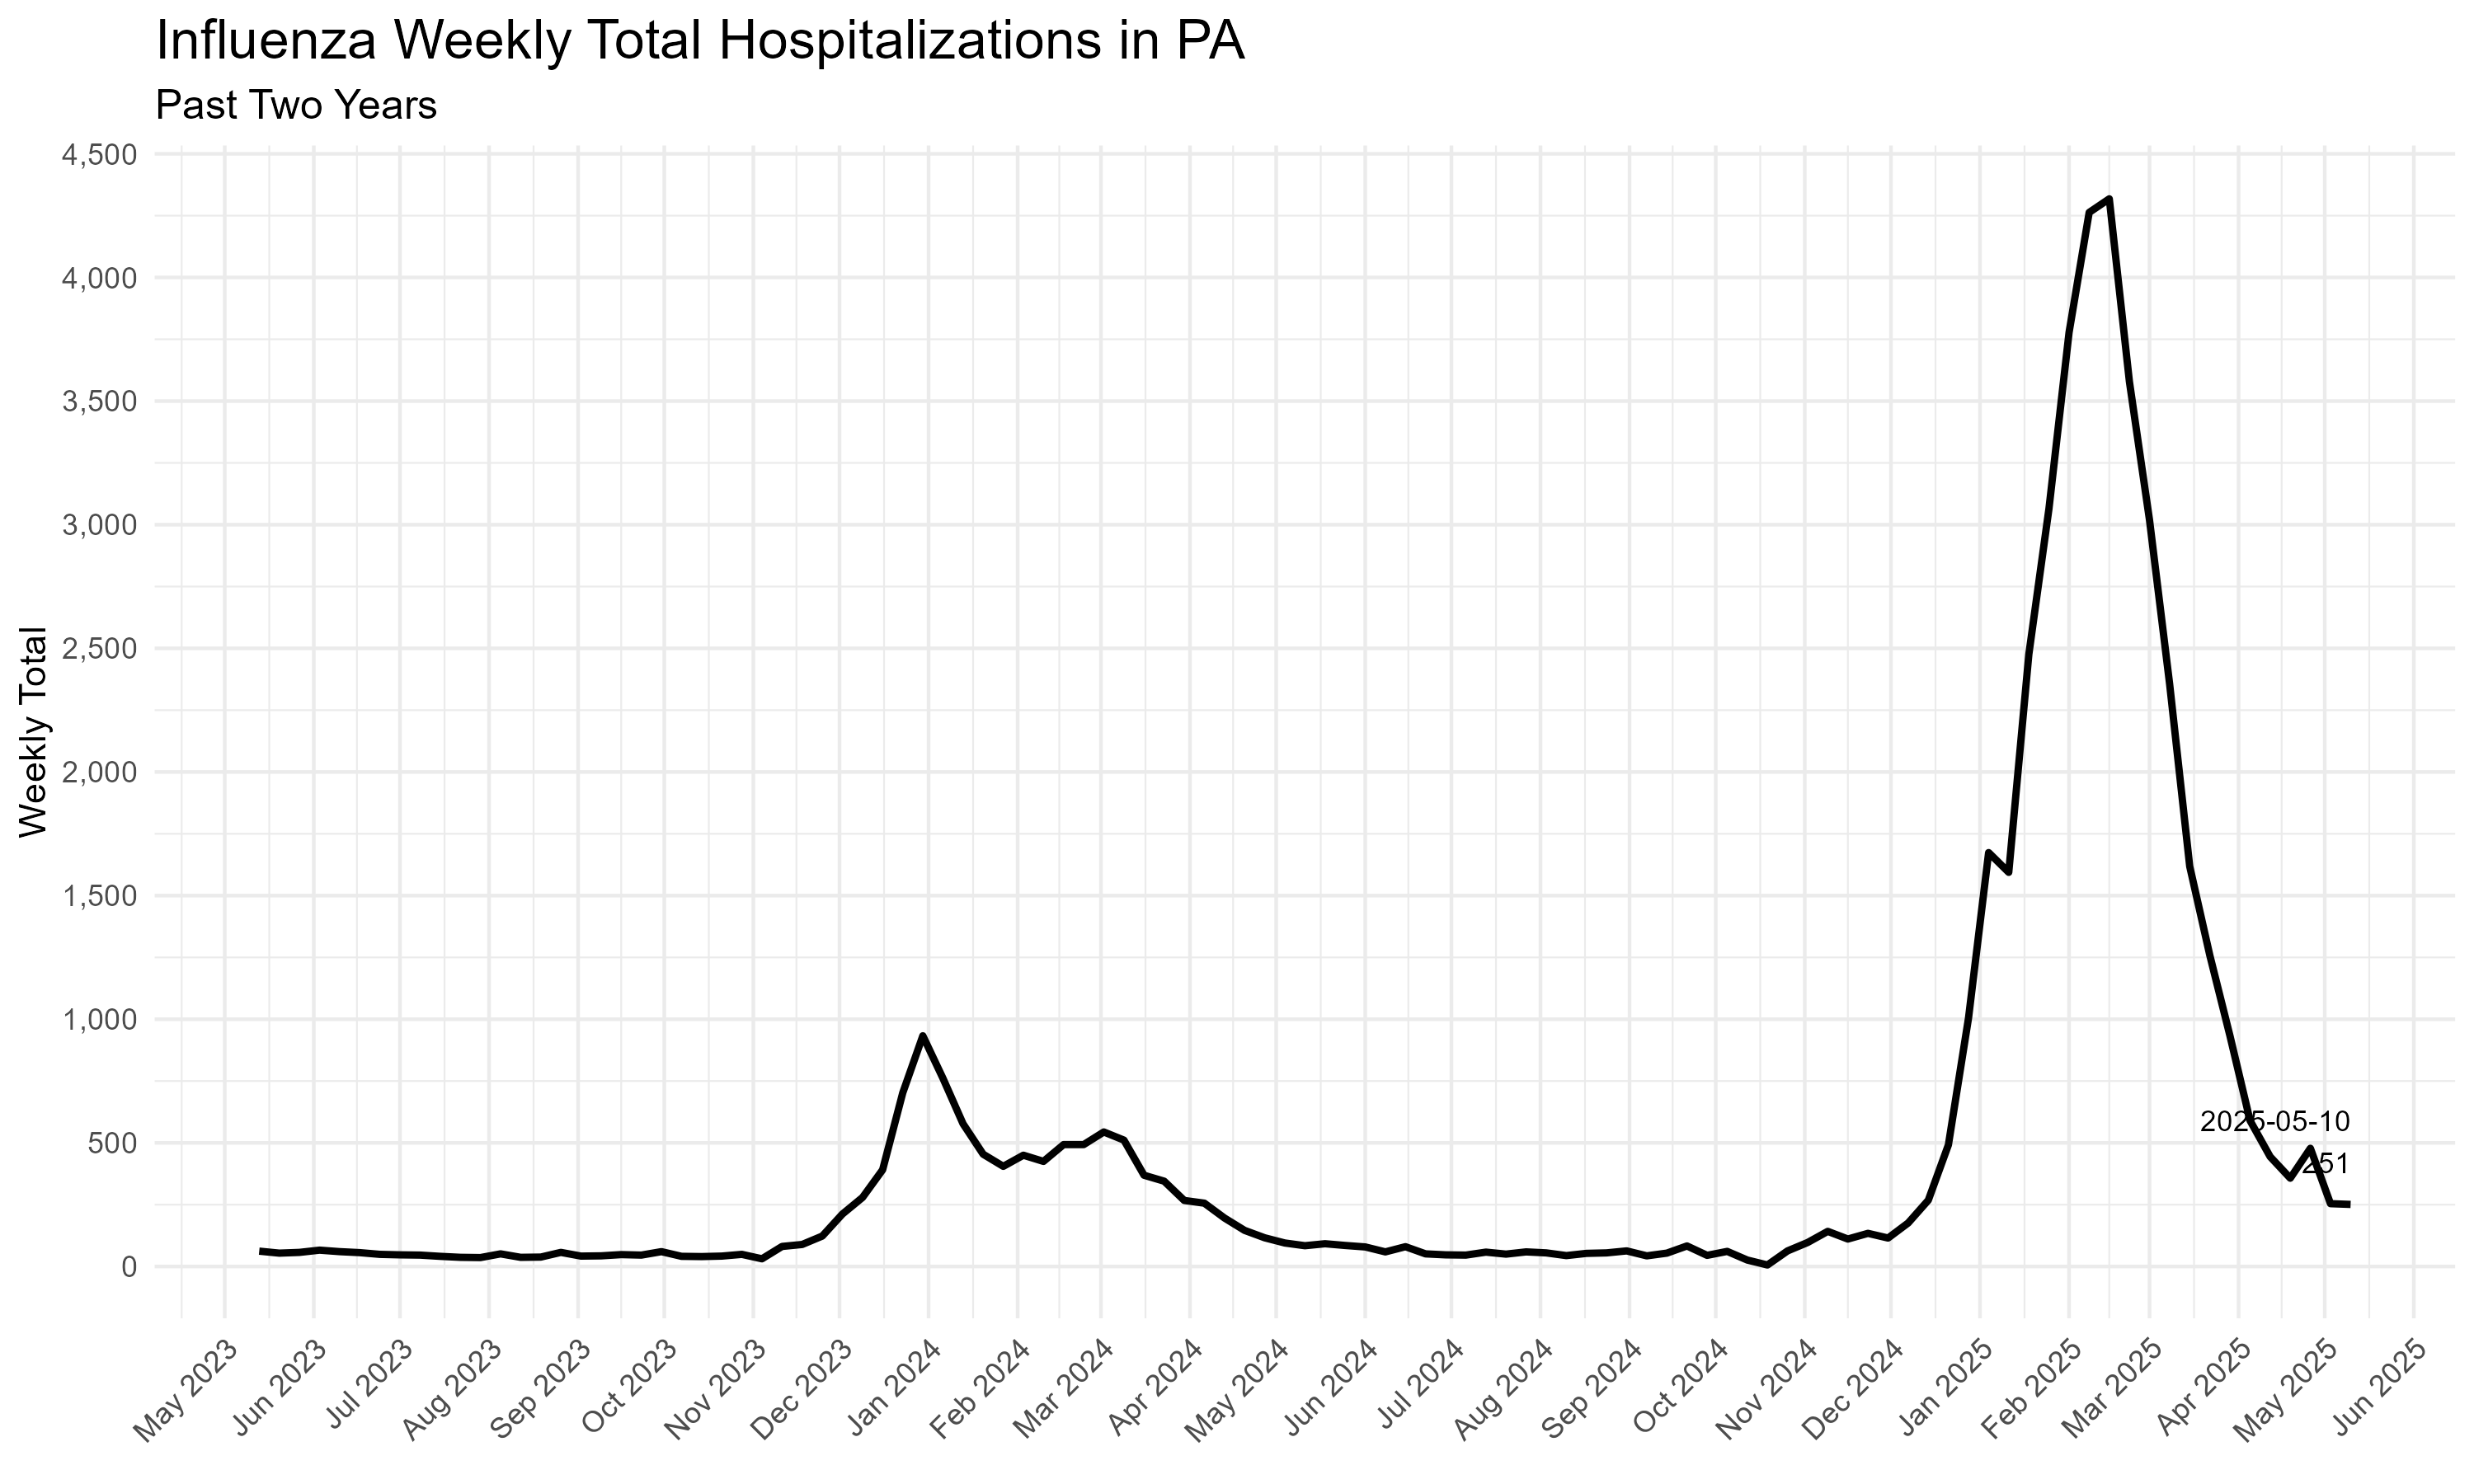 Influenza Weekly Total Hospitalizations in PA
Past Two Years
Weekly Total
4,500
4,000
3,500
3,000
2,500
2,000
1,500
1,000
500
0
2025-05-10
251
May 2023
Jun 2023
Jul 2023
Aug 2023
Sep 2023
Oct 2023
Nov 2023
Dec 2023
Jan 2024
Feb 2024
Mar 2024
Apr 2024
May 2024
Jun 2024
Jul 2024
Aug 2024
Sep 2024
Oct 2024
Nov 2024
Dec 2024
Jan 2025
Feb 2025
Mar 2025
Apr 2025
May 2025
Jun 2025